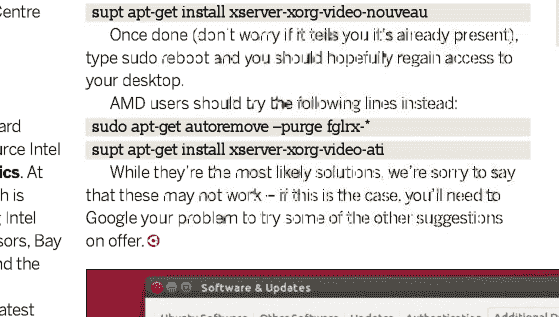 Centre
supt apt-get install xserver-xorg-video-nouveau
Once done (don't worry if it tells you it's already present),
type sudo reboot and you should hopefully regain access to
your desktop.
AMD users should try the following lines instead:
ard
sudo apt-get autoremove –purge fglrx-*
urce Intel
supt apt-get install xserver-xorg-video-ati
ics. At
While they're the most likely solutions, we're sorry to say
h is
that these may not work – if this is the case, you'll need to
Intel
Google your problem to try some of the other suggestions
sors, Bay
on offer.
nd the
Software & Updates
atest
Ubuntu Software Other Software Updates Authentication Additional D